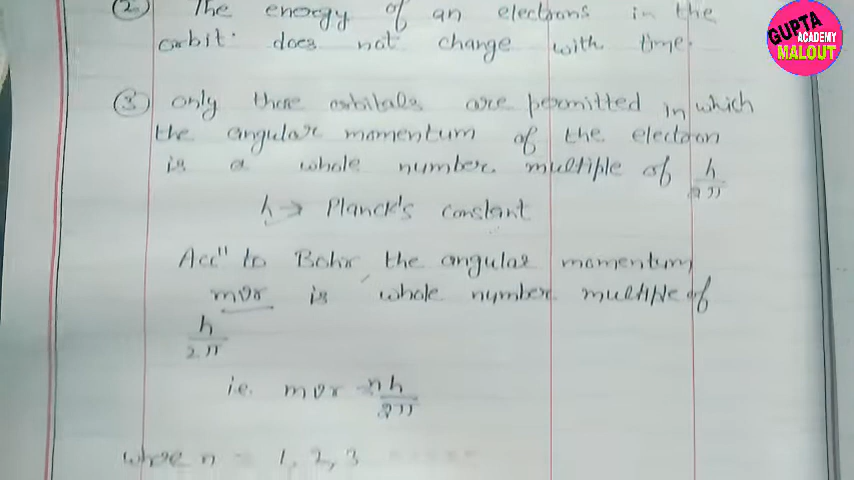 ② The energy of an electrons in the
orbit does not change with time.
③ only those orbitals are permitted in which
the angular momentum of the electron
is a whole number multiple of h/2π
h → Planck's constant
Acc" to Bohr the angular momentum
mvr is whole number multiple of
h/2π
i.e. mvr = nh/2π
where n = 1, 2, 3 ......
GUPTA
ACADEMY
MALOUT